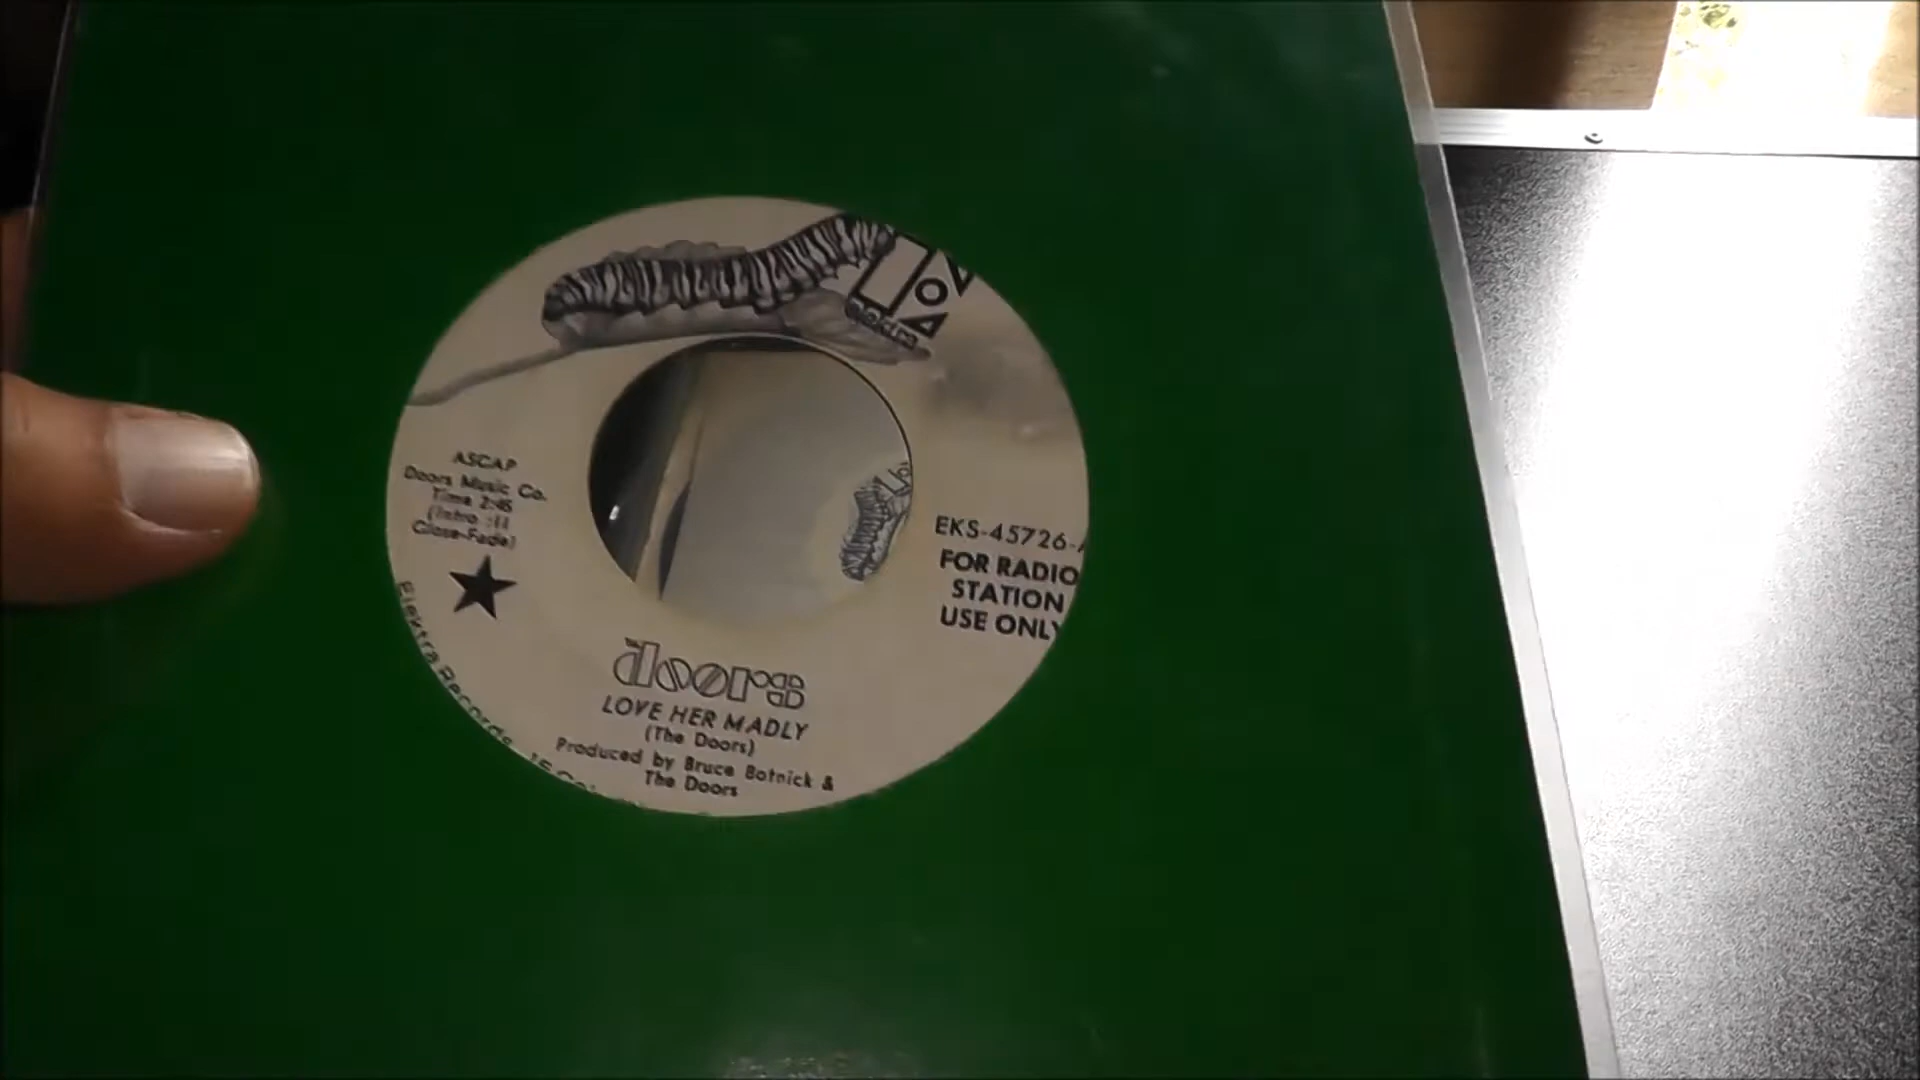 elektra
ASCAP
Doors Music Co.
Time 2:45
(Intro :11
Close-Fade)
EKS-45726-
FOR RADIO
STATION
USE ONLY
doors
LOVE HER MADLY
(The Doors)
Produced by Bruce Botnick &
The Doors
Elektra Records